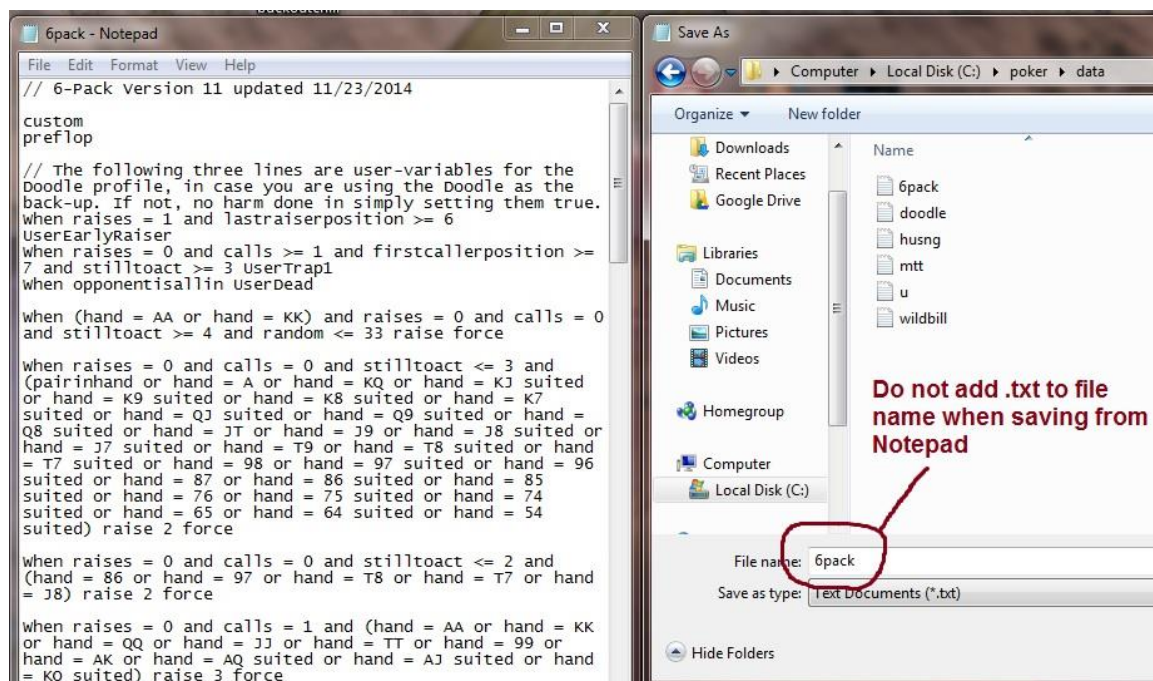 6pack - Notepad
File Edit Format View Help
// 6-Pack Version 11 updated 11/23/2014
custom
preflop
// The following three lines are user-variables for the
Doodle profile, in case you are using the Doodle as the
back-up. If not, no harm done in simply setting them true.
When raises = 1 and lastraiserposition >= 6
UserEarlyRaiser
When raises = 0 and calls >= 1 and firstcallerposition >=
7 and stilltoact >= 3 UserTrap1
When opponentisallin UserDead
When (hand = AA or hand = KK) and raises = 0 and calls = 0
and stilltoact >= 4 and random <= 33 raise force
When raises = 0 and calls = 0 and stilltoact <= 3 and
(pairinhand or hand = A or hand = KQ or hand = KJ suited
or hand = K9 suited or hand = K8 suited or hand = K7
suited or hand = QJ suited or hand = Q9 suited or hand =
Q8 suited or hand = JT or hand = J9 or hand = J8 suited or
hand = J7 suited or hand = T9 or hand = T8 suited or hand
= T7 suited or hand = 98 or hand = 97 suited or hand = 96
suited or hand = 87 or hand = 86 suited or hand = 85
suited or hand = 76 or hand = 75 suited or hand = 74
suited or hand = 65 or hand = 64 suited or hand = 54
suited) raise 2 force
When raises = 0 and calls = 0 and stilltoact <= 2 and
(hand = 86 or hand = 97 or hand = T8 or hand = T7 or hand
= J8) raise 2 force
When raises = 0 and calls = 1 and (hand = AA or hand = KK
or hand = QQ or hand = JJ or hand = TT or hand = 99 or
hand = AK or hand = AQ suited or hand = AJ suited or hand
= KQ suited) raise 3 force
Save As
Computer Local Disk (C:) poker data
Organize New folder
Downloads
Recent Places
Google Drive
Libraries
Documents
Music
Pictures
Videos
Homegroup
Computer
Local Disk (C:)
Name
6pack
doodle
husng
mtt
u
wildbill
Do not add .txt to file
name when saving from
Notepad
File name: 6pack
Save as type: Text Documents (*.txt)
Hide Folders